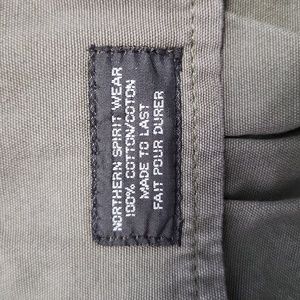 NORTHERN SPIRIT WEAR
100% COTTON/COTON
MADE TO LAST
FAIT POUR DURER